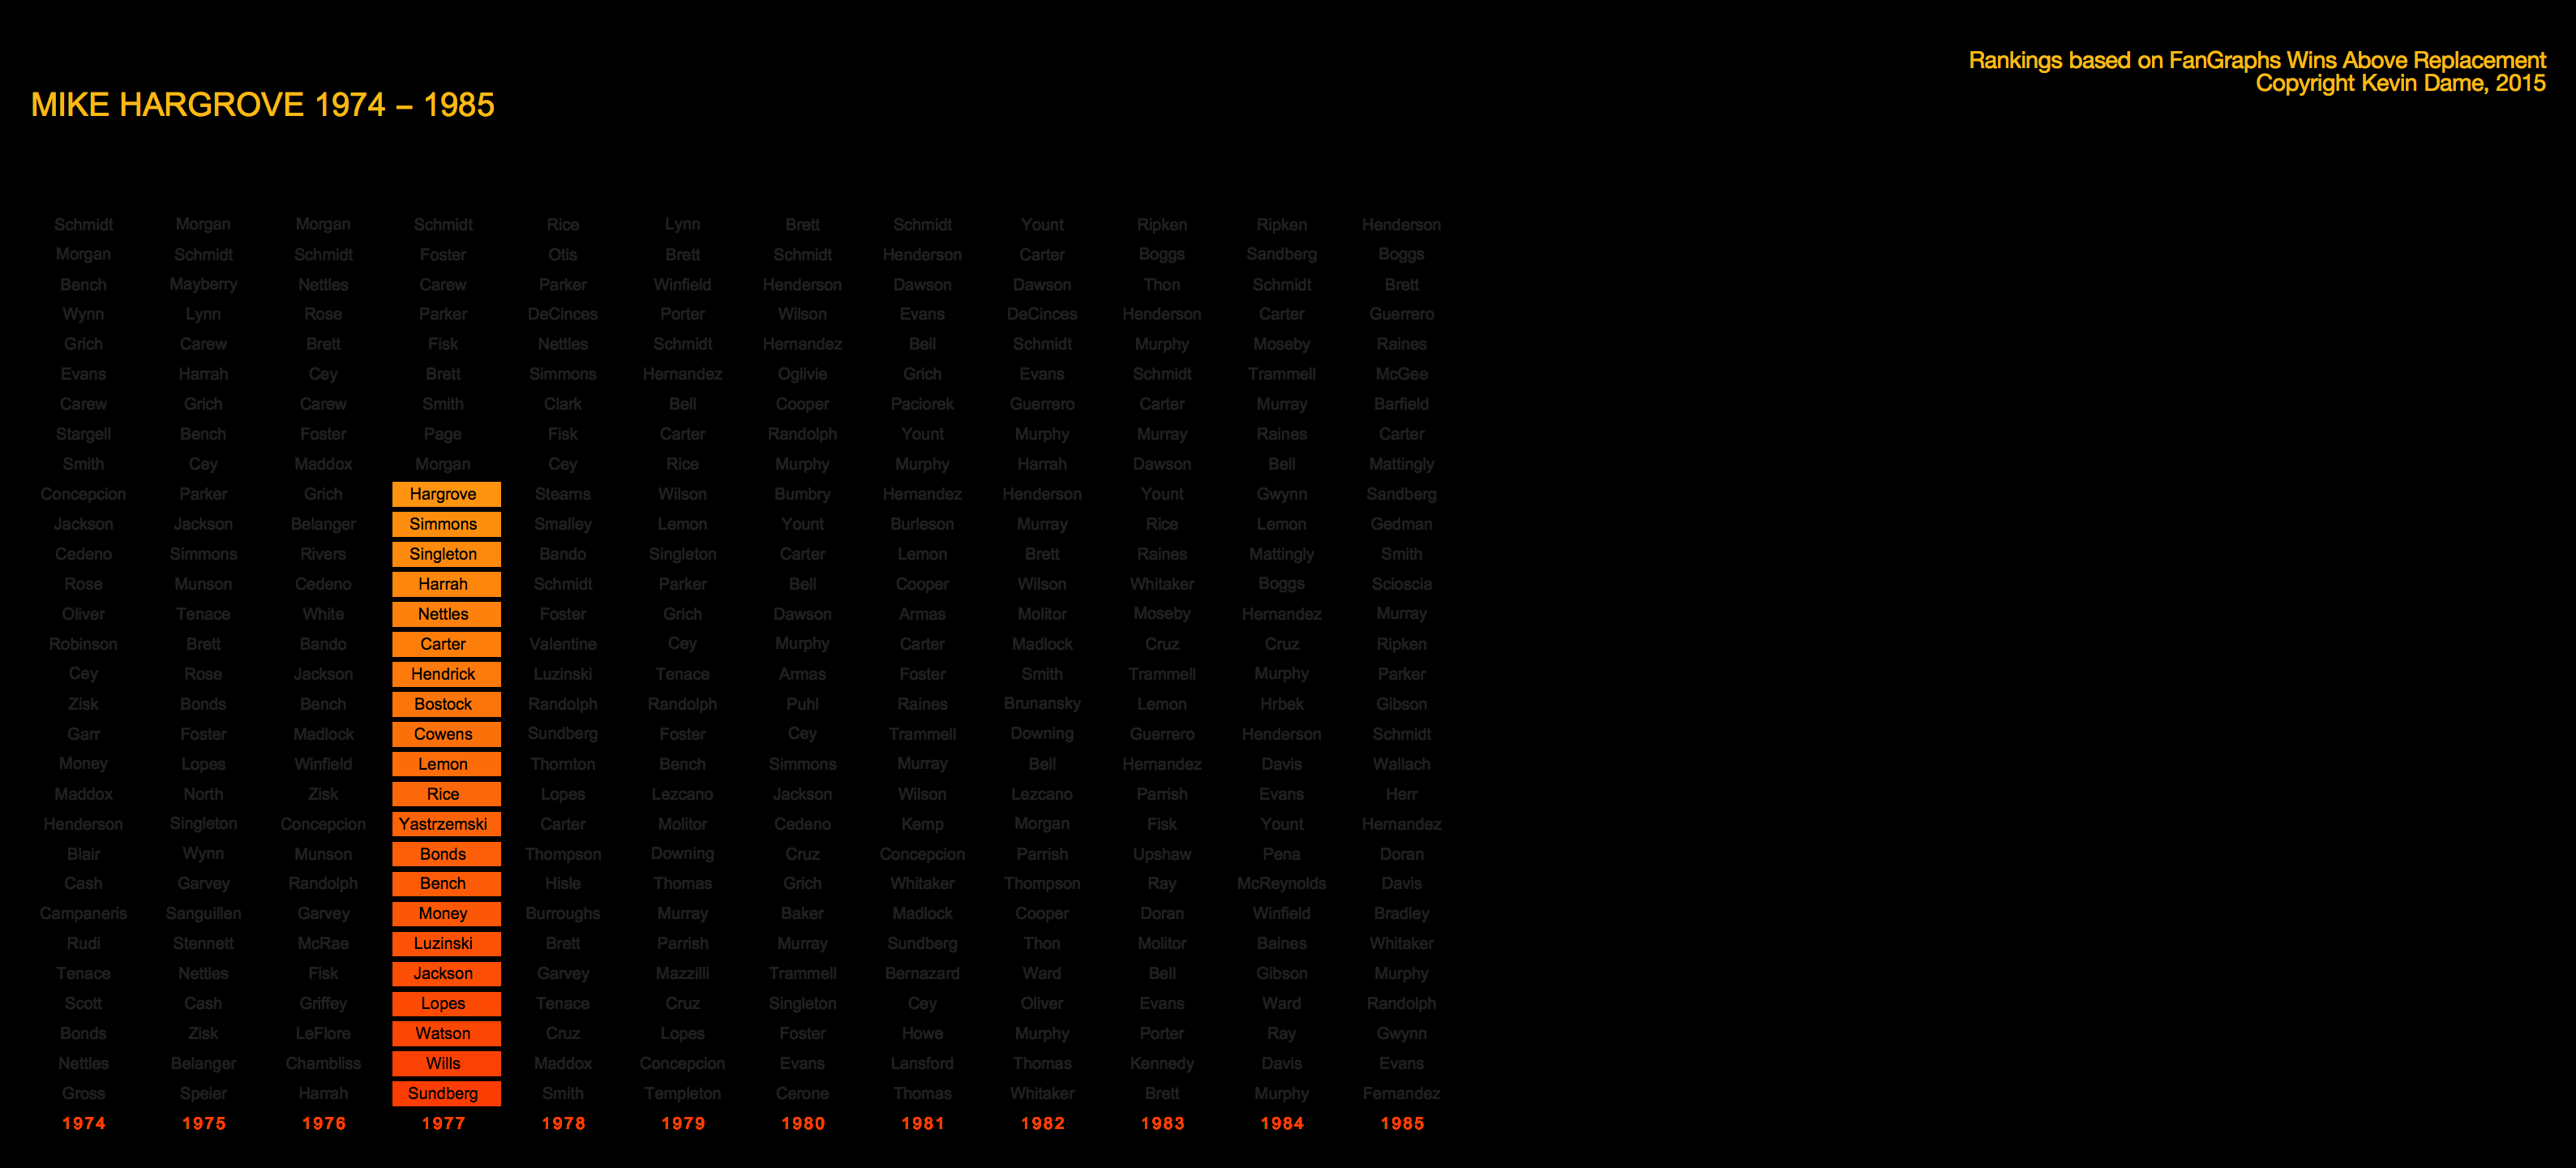 Rankings based on FanGraphs Wins Above Replacement
Copyright Kevin Dame, 2015
MIKE HARGROVE 1974 – 1985
Schmidt Morgan Morgan Schmidt Rice Lynn Brett Schmidt Yount Ripken Ripken Henderson
Morgan Schmidt Schmidt Foster Otis Brett Schmidt Henderson Carter Boggs Sandberg Boggs
Bench Mayberry Nettles Carew Parker Winfield Henderson Dawson Dawson Thon Schmidt Brett
Wynn Lynn Rose Parker DeCinces Porter Wilson Evans DeCinces Henderson Carter Guerrero
Grich Carew Brett Fisk Nettles Schmidt Hernandez Bell Schmidt Murphy Moseby Raines
Evans Harrah Cey Brett Simmons Hernandez Oglivie Grich Evans Schmidt Trammell McGee
Carew Grich Carew Smith Clark Bell Cooper Paciorek Guerrero Carter Murray Barfield
Stargell Bench Foster Page Fisk Carter Randolph Yount Murphy Murray Raines Carter
Smith Cey Maddox Morgan Cey Rice Murphy Murphy Harrah Dawson Bell Mattingly
Concepcion Parker Grich Hargrove Stearns Wilson Bumbry Hernandez Henderson Yount Gwynn Sandberg
Jackson Jackson Belanger Simmons Smalley Lemon Yount Burleson Murray Rice Lemon Gedman
Cedeno Simmons Rivers Singleton Bando Singleton Carter Lemon Brett Raines Mattingly Smith
Rose Munson Cedeno Harrah Schmidt Parker Bell Cooper Wilson Whitaker Boggs Scioscia
Oliver Tenace White Nettles Foster Grich Dawson Armas Molitor Moseby Hernandez Murray
Robinson Brett Bando Carter Valentine Cey Murphy Carter Madlock Cruz Cruz Ripken
Cey Rose Jackson Hendrick Luzinski Tenace Armas Foster Smith Trammell Murphy Parker
Zisk Bonds Bench Bostock Randolph Randolph Puhl Raines Brunansky Lemon Hrbek Gibson
Garr Foster Madlock Cowens Sundberg Foster Cey Trammell Downing Guerrero Henderson Schmidt
Money Lopes Winfield Lemon Thornton Bench Simmons Murray Bell Hernandez Davis Wallach
Maddox North Zisk Rice Lopes Lezcano Jackson Wilson Lezcano Parrish Evans Herr
Henderson Singleton Concepcion Yastrzemski Carter Molitor Cedeno Kemp Morgan Fisk Yount Hernandez
Blair Wynn Munson Bonds Thompson Downing Cruz Concepcion Parrish Upshaw Pena Doran
Cash Garvey Randolph Bench Hisle Thomas Grich Whitaker Thompson Ray McReynolds Davis
Campaneris Sanguillen Garvey Money Burroughs Murray Baker Madlock Cooper Doran Winfield Bradley
Rudi Stennett McRae Luzinski Brett Parrish Murray Sundberg Thon Molitor Baines Whitaker
Tenace Nettles Fisk Jackson Garvey Mazzilli Trammell Bernazard Ward Bell Gibson Murphy
Scott Cash Griffey Lopes Tenace Cruz Singleton Cey Oliver Evans Ward Randolph
Bonds Zisk LeFlore Watson Cruz Lopes Foster Howe Murphy Porter Ray Gwynn
Nettles Belanger Chambliss Wills Maddox Concepcion Evans Lansford Thomas Kennedy Davis Evans
Gross Speier Harrah Sundberg Smith Templeton Cerone Thomas Whitaker Brett Murphy Fernandez
1974 1975 1976 1977 1978 1979 1980 1981 1982 1983 1984 1985